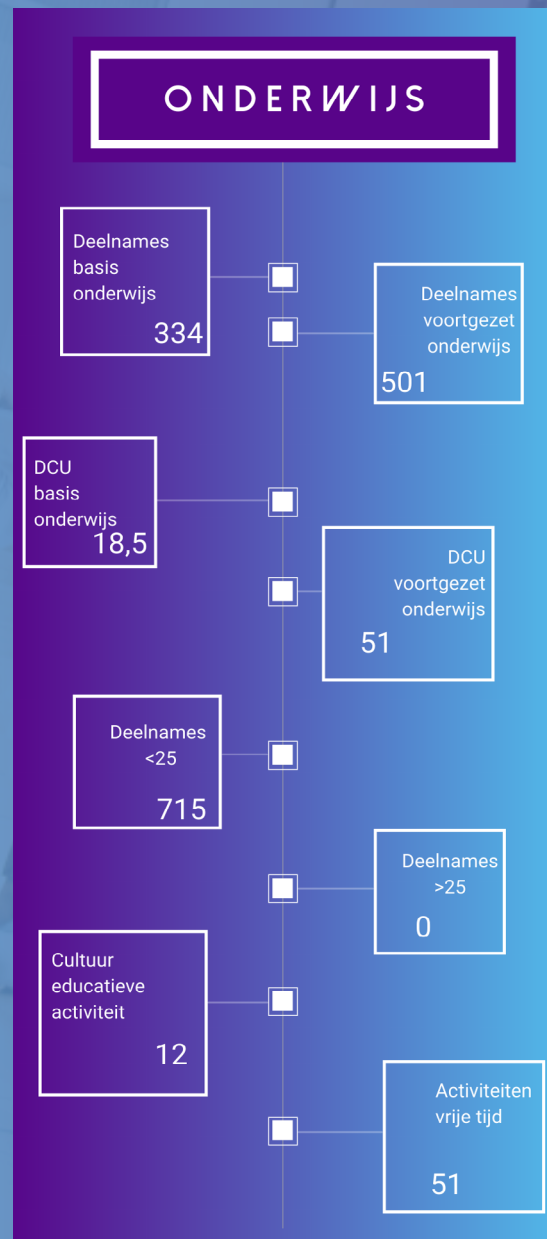 ONDERWIJS
Deelnames
basis
onderwijs
334
Deelnames
voortgezet
onderwijs
501
DCU
basis
onderwijs
18,5
DCU
voortgezet
onderwijs
51
Deelnames
<25
715
Deelnames
>25
0
Cultuur
educatieve
activiteit
12
Activiteiten
vrije tijd
51